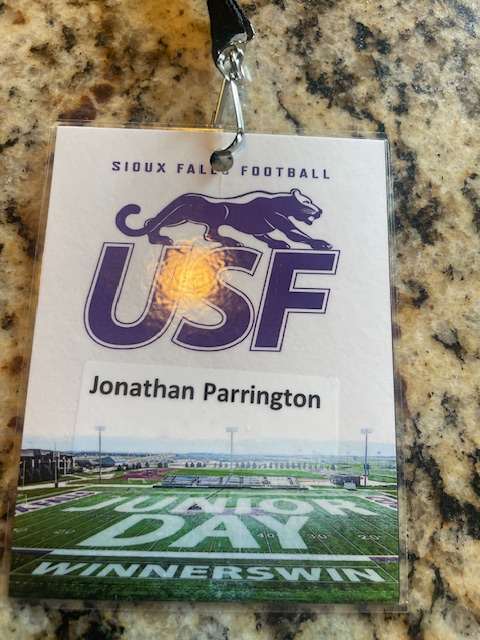 SIOUX FALLS FOOTBALL
USF
Jonathan Parrington
JUNIOR
DAY
WINNERSWIN